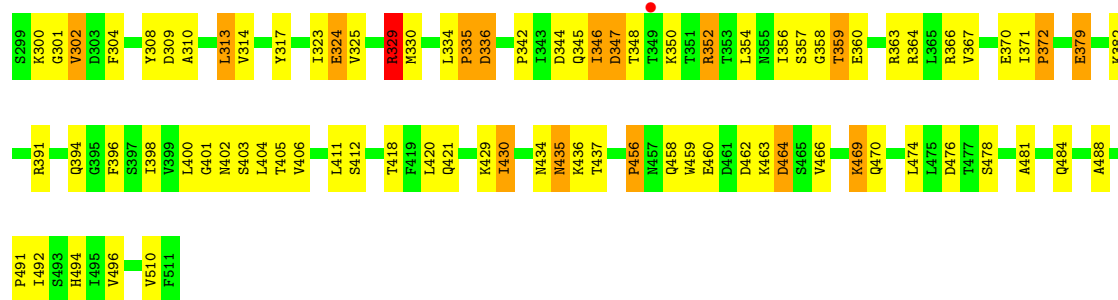 S299 K300 G301 V302 D303 F304 Y308 D309 A310 L313 V314 Y317 I323 E324 V325 R329 M330 L334 P335 D336 P342 I343 D344 Q345 I346 D347 T348 T349 K350 T351 R352 T353 L354 N355 I356 S357 G358 T359 E360 R363 R364 L365 R366 V367 E370 I371 P372 E379 K382
R391 Q394 G395 F396 S397 I398 V399 L400 G401 N402 S403 L404 T405 V406 L411 S412 T418 F419 L420 Q421 K429 I430 N434 N435 K436 T437 P456 N457 Q458 W459 E460 D461 D462 K463 D464 S465 V466 K469 Q470 L474 L475 D476 T477 S478 A481 Q484 A488
P491 I492 S493 H494 I495 V496 V510 F511